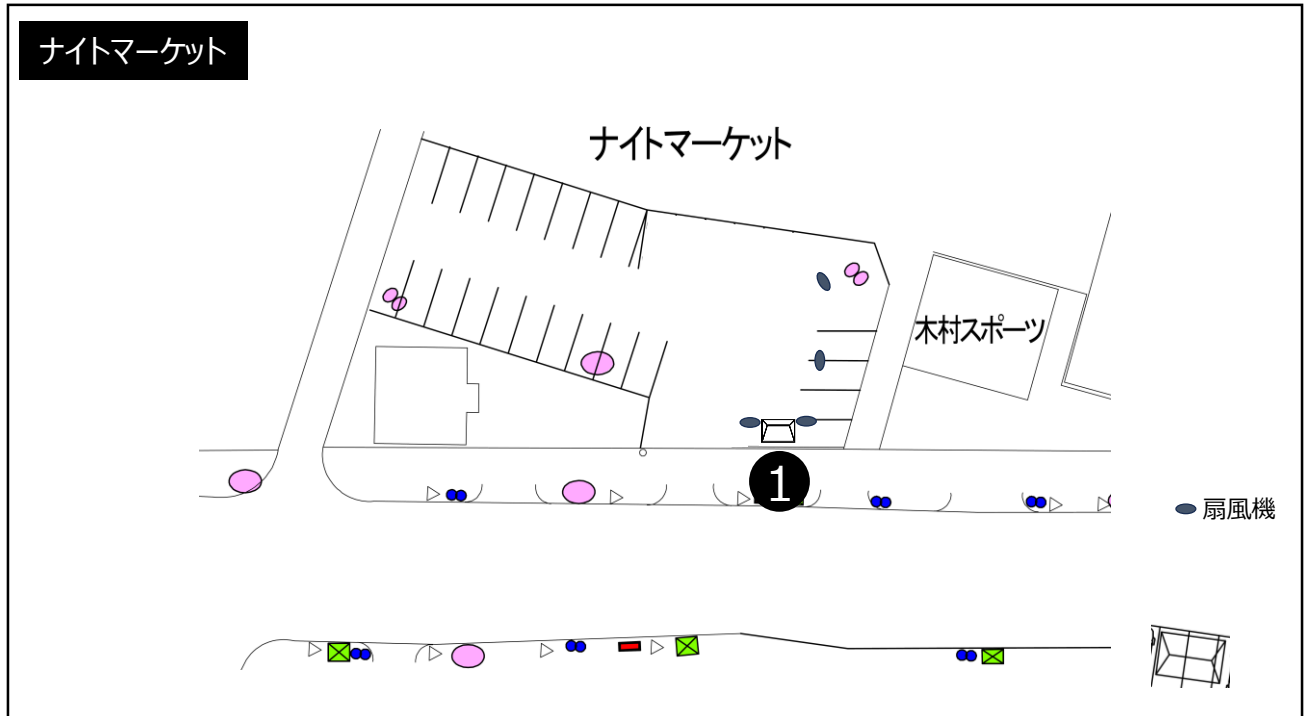 ナイトマーケット
ナイトマーケット
木村スポーツ
1
扇風機